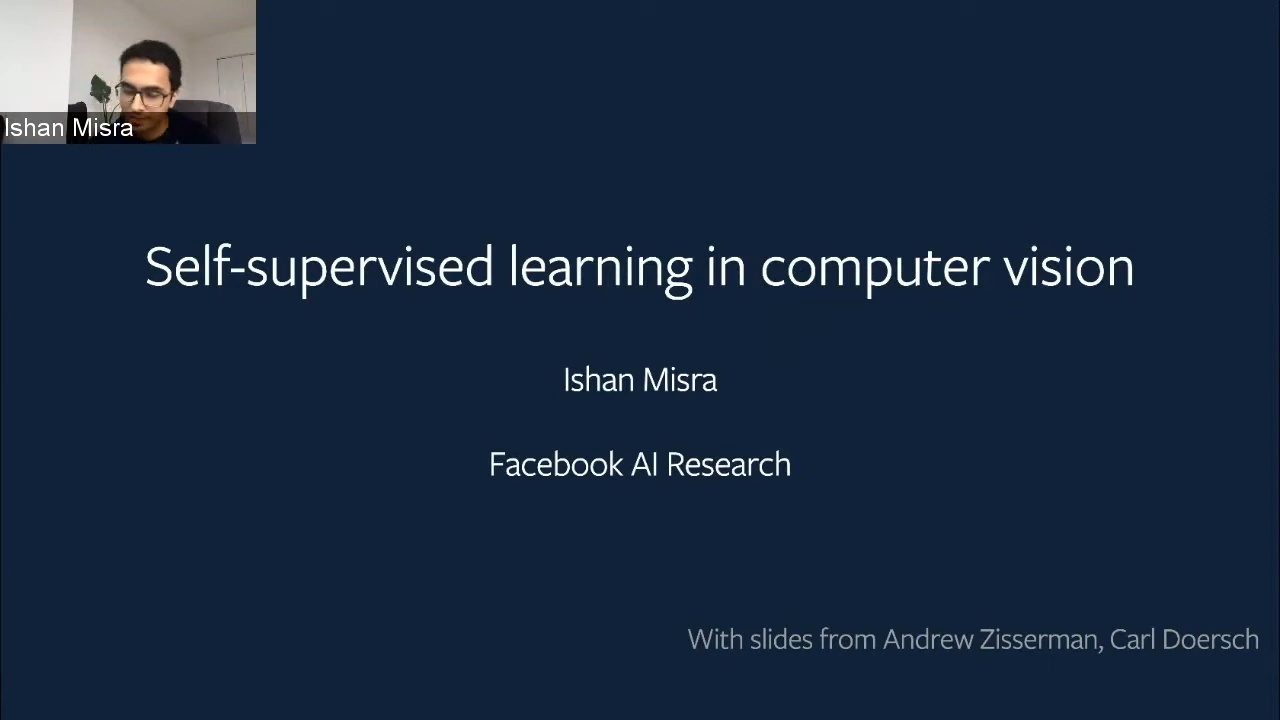 Ishan Misra
Self-supervised learning in computer vision
Ishan Misra
Facebook AI Research
With slides from Andrew Zisserman, Carl Doersch